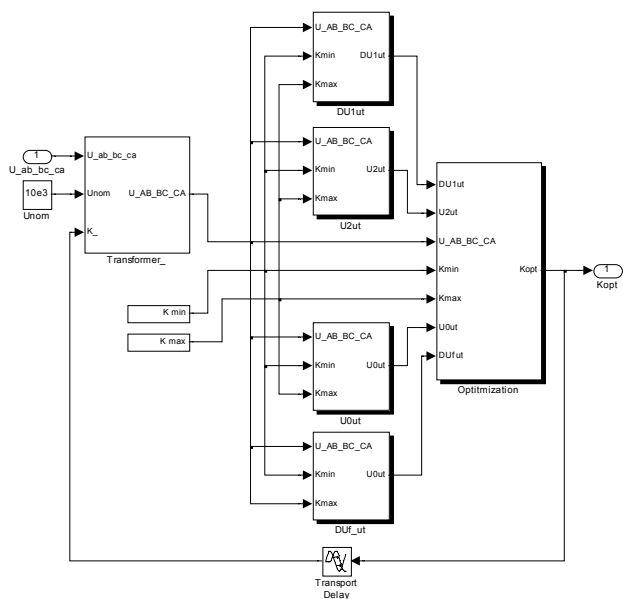 U_AB_BC_CA
Kmin
DU1ut
Kmax
DU1ut
1
U_ab_bc_ca
U_ab_bc_ca
10e3
Unom
Unom
U_AB_BC_CA
K_
Transformer_
U_AB_BC_CA
Kmin
U2ut
Kmax
U2ut
DU1ut
U2ut
U_AB_BC_CA
Kmin
Kopt
Kmax
U0ut
DUfut
Optitmization
1
Kopt
K min
K max
U_AB_BC_CA
Kmin
U0ut
Kmax
U0ut
U_AB_BC_CA
Kmin
U0ut
Kmax
DUf_ut
Transport
Delay